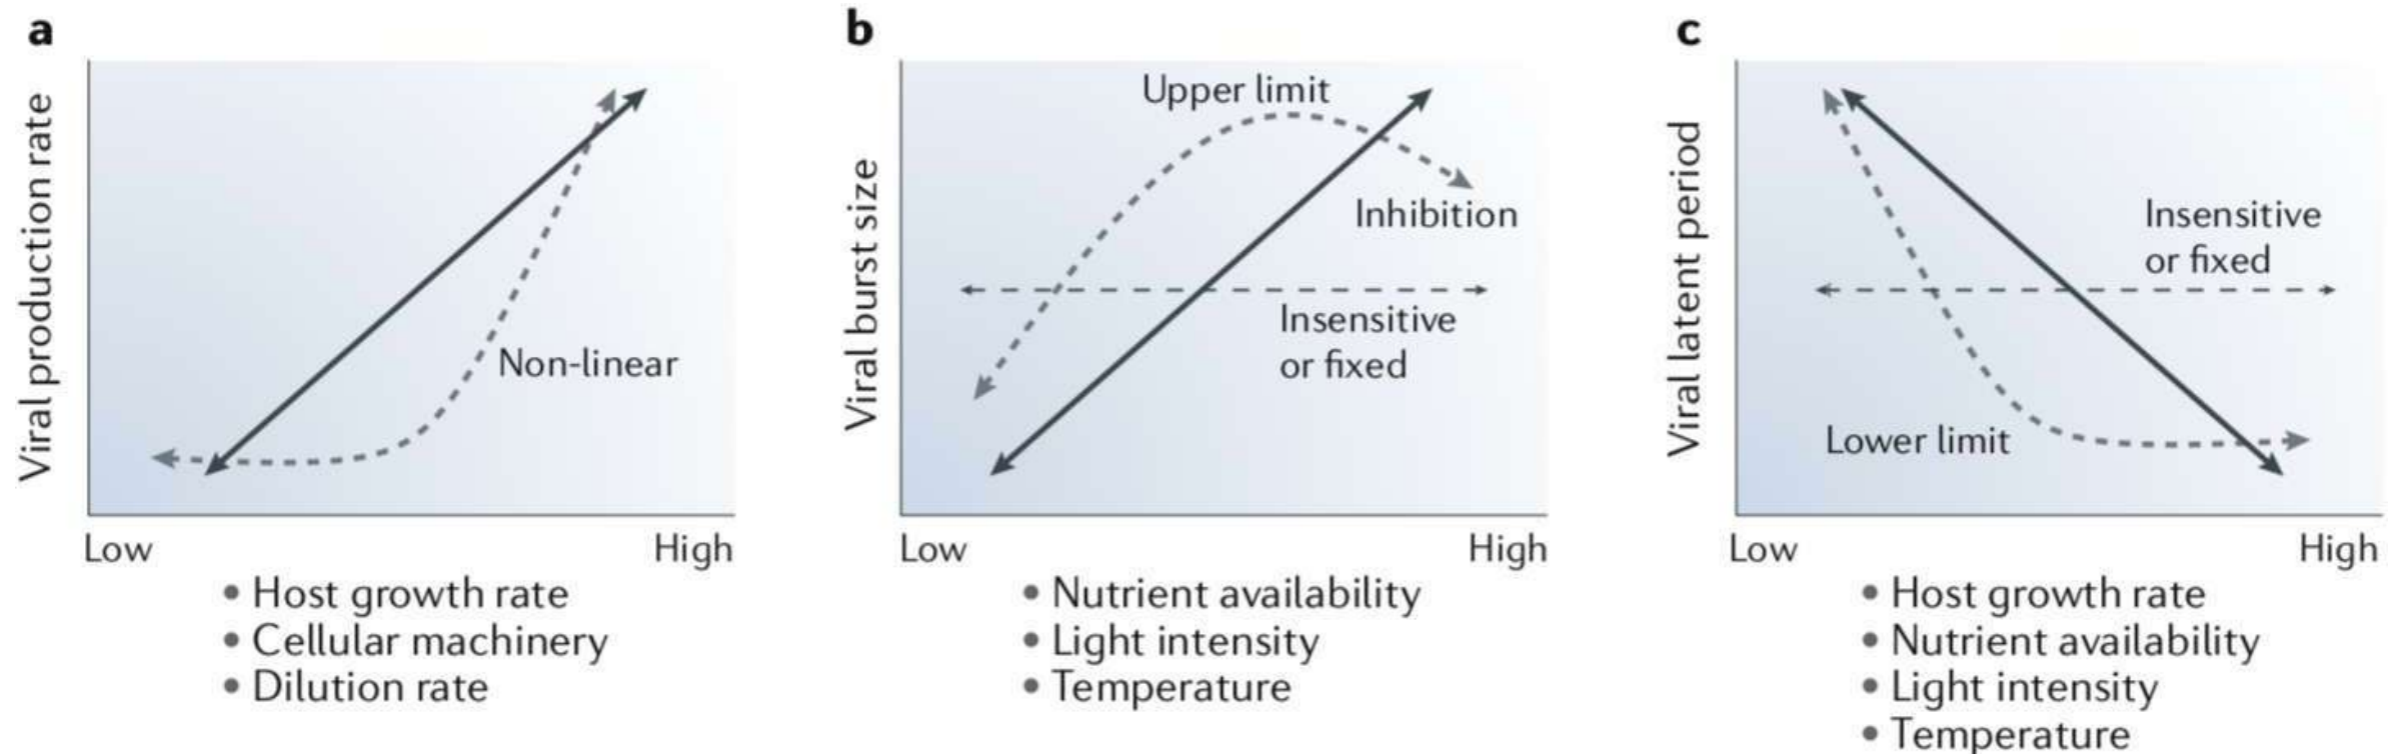 a
Viral production rate
Non-linear
Low
High
• Host growth rate
• Cellular machinery
• Dilution rate
b
Viral burst size
Upper limit
Inhibition
Insensitive
or fixed
Low
High
• Nutrient availability
• Light intensity
• Temperature
c
Viral latent period
Insensitive
or fixed
Lower limit
Low
High
• Host growth rate
• Nutrient availability
• Light intensity
• Temperature